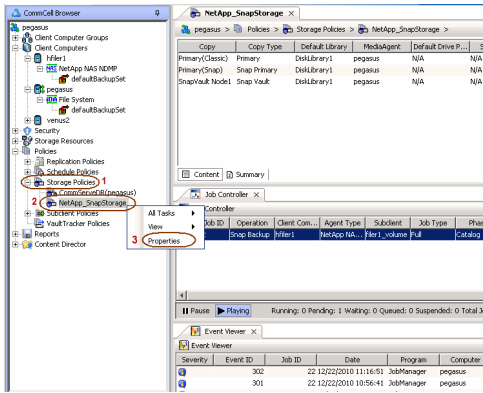 CommCell Browser
pegasus
Client Computer Groups
Client Computers
hfiler1
NAS NetApp NAS NDMP
defaultBackupSet
pegasus
File System
defaultBackupSet
venus2
Security
Storage Resources
Policies
Replication Policies
Schedule Policies
Storage Policies 1
CommServeDB(pegasus)
2 NetApp_SnapStorage
Subclient Policies
VaultTracker Policies
Reports
Content Director
All Tasks
View
3 Properties
NetApp_SnapStorage
pegasus > Policies > Storage Policies > NetApp_SnapStorage >
Copy Copy Type Default Library MediaAgent Default Drive P... S
Primary(Classic) Primary DiskLibrary1 pegasus N/A N/A
Primary(Snap) Snap Primary DiskLibrary1 pegasus N/A N/A
SnapVault Node1 Snap Vault DiskLibrary1 pegasus N/A N/A
Content Summary
Job Controller
Controller
Job ID Operation Client Com... Agent Type Subclient Job Type Phas
Snap Backup hfiler1 NetApp NA... filer1_volume Full Catalog
Pause Playing Running: 0 Pending: 1 Waiting: 0 Queued: 0 Suspended: 0 Total Jo
Event Viewer
Event Viewer
Severity Event ID Job ID Date Program Computer
302 22 12/22/2010 11:16:51 JobManager pegasus
301 22 12/22/2010 10:56:41 JobManager pegasus